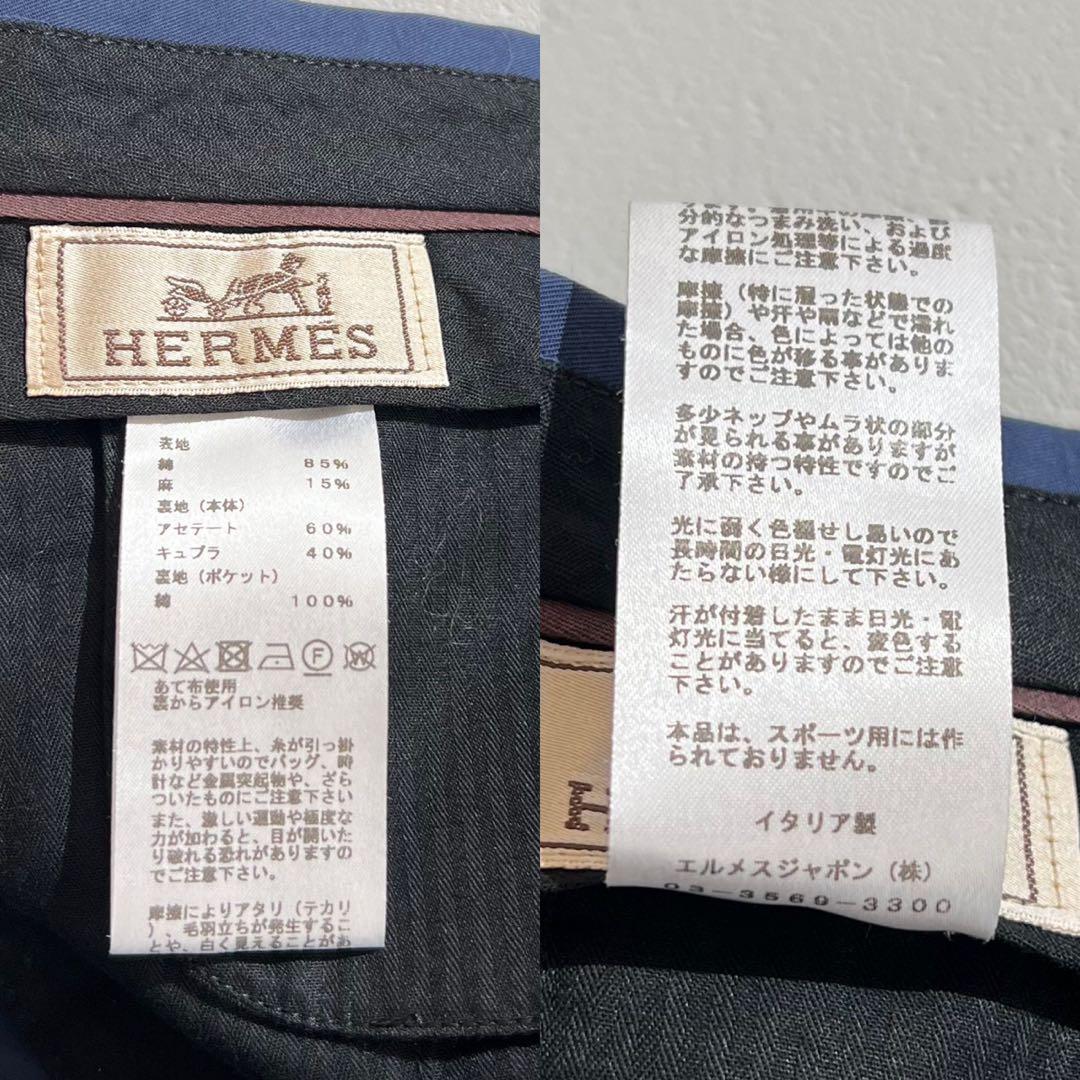 HERMES
表地
綿 85%
麻 15%
裏地(本体)
アセテート 60%
キュプラ 40%
裏地(ポケット)
綿 100%
F W
あて布使用
裏からアイロン推奨
素材の特性上、糸が引っ掛
かりやすいのでバッグ、時
計など金属突起物や、ざら
ついたものにご注意下さい
また、激しい運動や極度な
力が加わると、目が開いた
り破れる恐れがありますの
でご注意下さい。
摩擦によりアタリ(テカリ
)、毛羽立ちが発生するこ
とや、白く見えることがあ
分的なつまみ洗い、および
アイロン処理等による過度
な摩擦にご注意下さい。
摩擦(特に湿った状態での
摩擦)や汗や雨などで濡れ
た場合、色によっては他の
ものに色が移る事がありま
すのでご注意下さい。
多少ネップやムラ状の部分
が見られる事がありますが
素材の持つ特性ですのでご
了承下さい。
光に弱く色褪せし易いので
長時間の日光・電灯光にあ
たらない様にして下さい。
汗が付着したまま日光・電
灯光に当てると、変色する
ことがありますのでご注意
下さい。
本品は、スポーツ用には作
られておりません。
イタリア製
エルメスジャポン(株)
03-3569-3300